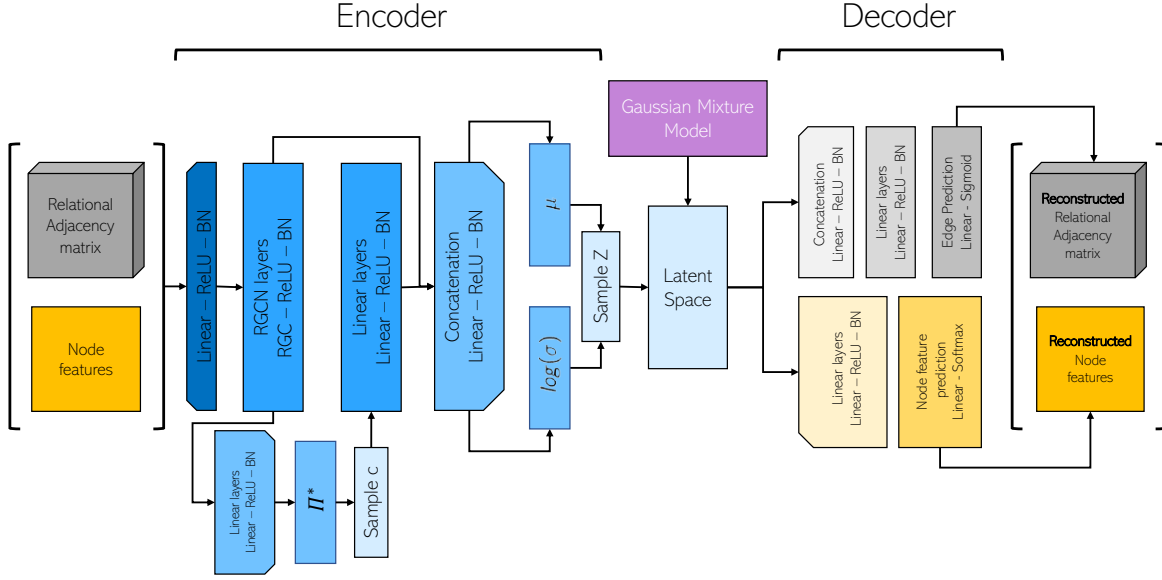 Encoder
Decoder
Gaussian Mixture
Model
Relational
Adjacency
matrix
Node
features
Linear – ReLU – BN
RGCN layers
RGC – ReLU – BN
Linear layers
Linear – ReLU – BN
Concatenation
Linear – ReLU – BN
μ
log(σ)
Sample Z
Latent
Space
Linear layers
Linear – ReLU – BN
Π*
Sample c
Concatenation
Linear – ReLU – BN
Linear layers
Linear – ReLU – BN
Edge Prediction
Linear - Sigmoid
Linear layers
Linear – ReLU – BN
Node feature
prediction
Linear - Softmax
Reconstructed
Relational
Adjacency
matrix
Reconstructed
Node
features